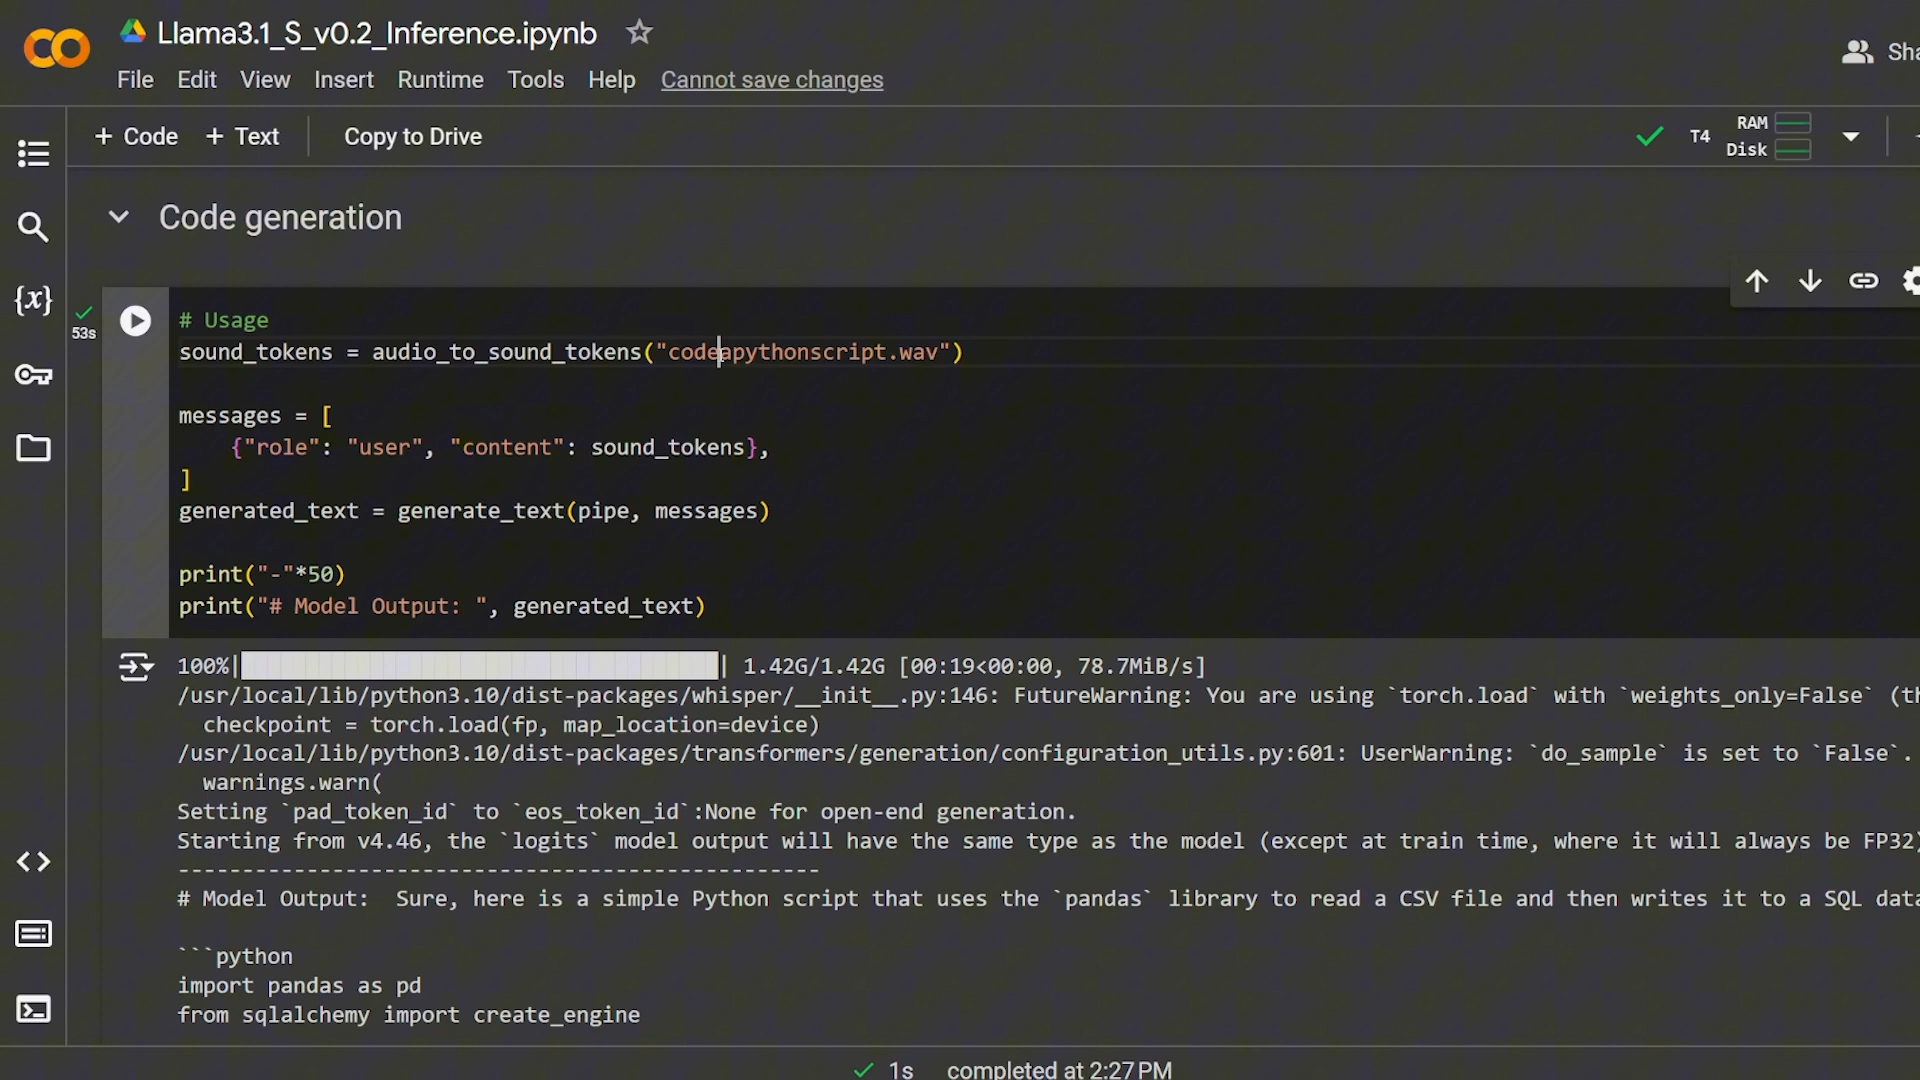 Llama3.1_S_v0.2_Inference.ipynb
File Edit View Insert Runtime Tools Help Cannot save changes
+ Code + Text Copy to Drive
T4 RAM
Disk
Code generation
53s
# Usage
sound_tokens = audio_to_sound_tokens("codeapythonscript.wav")
messages = [
{"role": "user", "content": sound_tokens},
]
generated_text = generate_text(pipe, messages)
print("-"*50)
print("# Model Output: ", generated_text)
100%| | 1.42G/1.42G [00:19<00:00, 78.7MiB/s]
/usr/local/lib/python3.10/dist-packages/whisper/__init__.py:146: FutureWarning: You are using `torch.load` with `weights_only=False` (th
checkpoint = torch.load(fp, map_location=device)
/usr/local/lib/python3.10/dist-packages/transformers/generation/configuration_utils.py:601: UserWarning: `do_sample` is set to `False`.
warnings.warn(
Setting `pad_token_id` to `eos_token_id`:None for open-end generation.
Starting from v4.46, the `logits` model output will have the same type as the model (except at train time, where it will always be FP32)
--------------------------------------------------
# Model Output:  Sure, here is a simple Python script that uses the `pandas` library to read a CSV file and then writes it to a SQL data
```python
import pandas as pd
from sqlalchemy import create_engine
1s completed at 2:27 PM